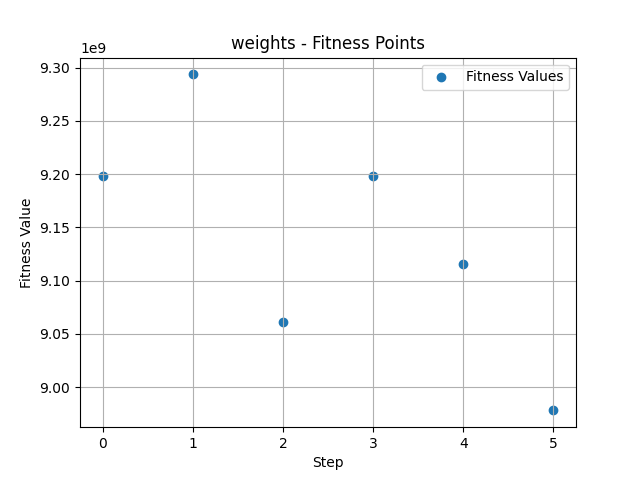 weights - Fitness Points
1e9
Fitness Values
9.30
9.25
9.20
9.15
9.10
9.05
9.00
Fitness Value
0 1 2 3 4 5
Step